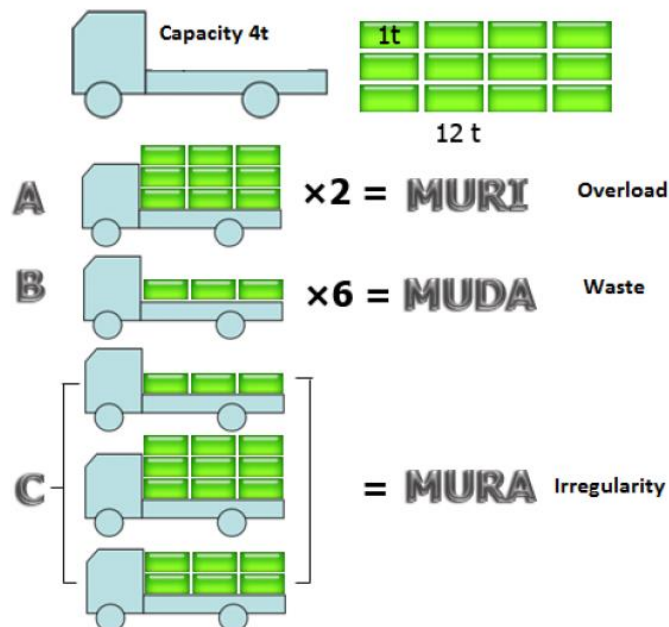 Capacity 4t
1t
12 t
A
×2 = MURI Overload
B
×6 = MUDA Waste
C
= MURA Irregularity